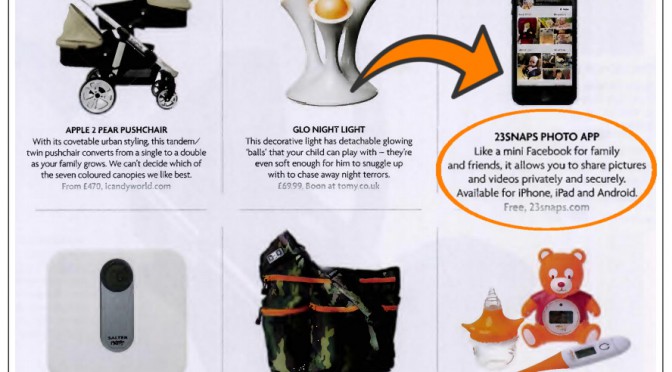 APPLE 2 PEAR PUSHCHAIR
With its covetable urban styling, this tandem/
twin pushchair converts from a single to a double
as your family grows. We can't decide which of
the seven coloured canopies we like best.
From £470, icandyworld.com
GLO NIGHT LIGHT
This decorative light has detachable glowing
'balls' that your child can play with – they're
even soft enough for him to snuggle up
with to chase away night terrors.
£69.99, Boon at tomy.co.uk
23SNAPS PHOTO APP
Like a mini Facebook for family
and friends, it allows you to share pictures
and videos privately and securely.
Available for iPhone, iPad and Android.
Free, 23snaps.com
SALTER